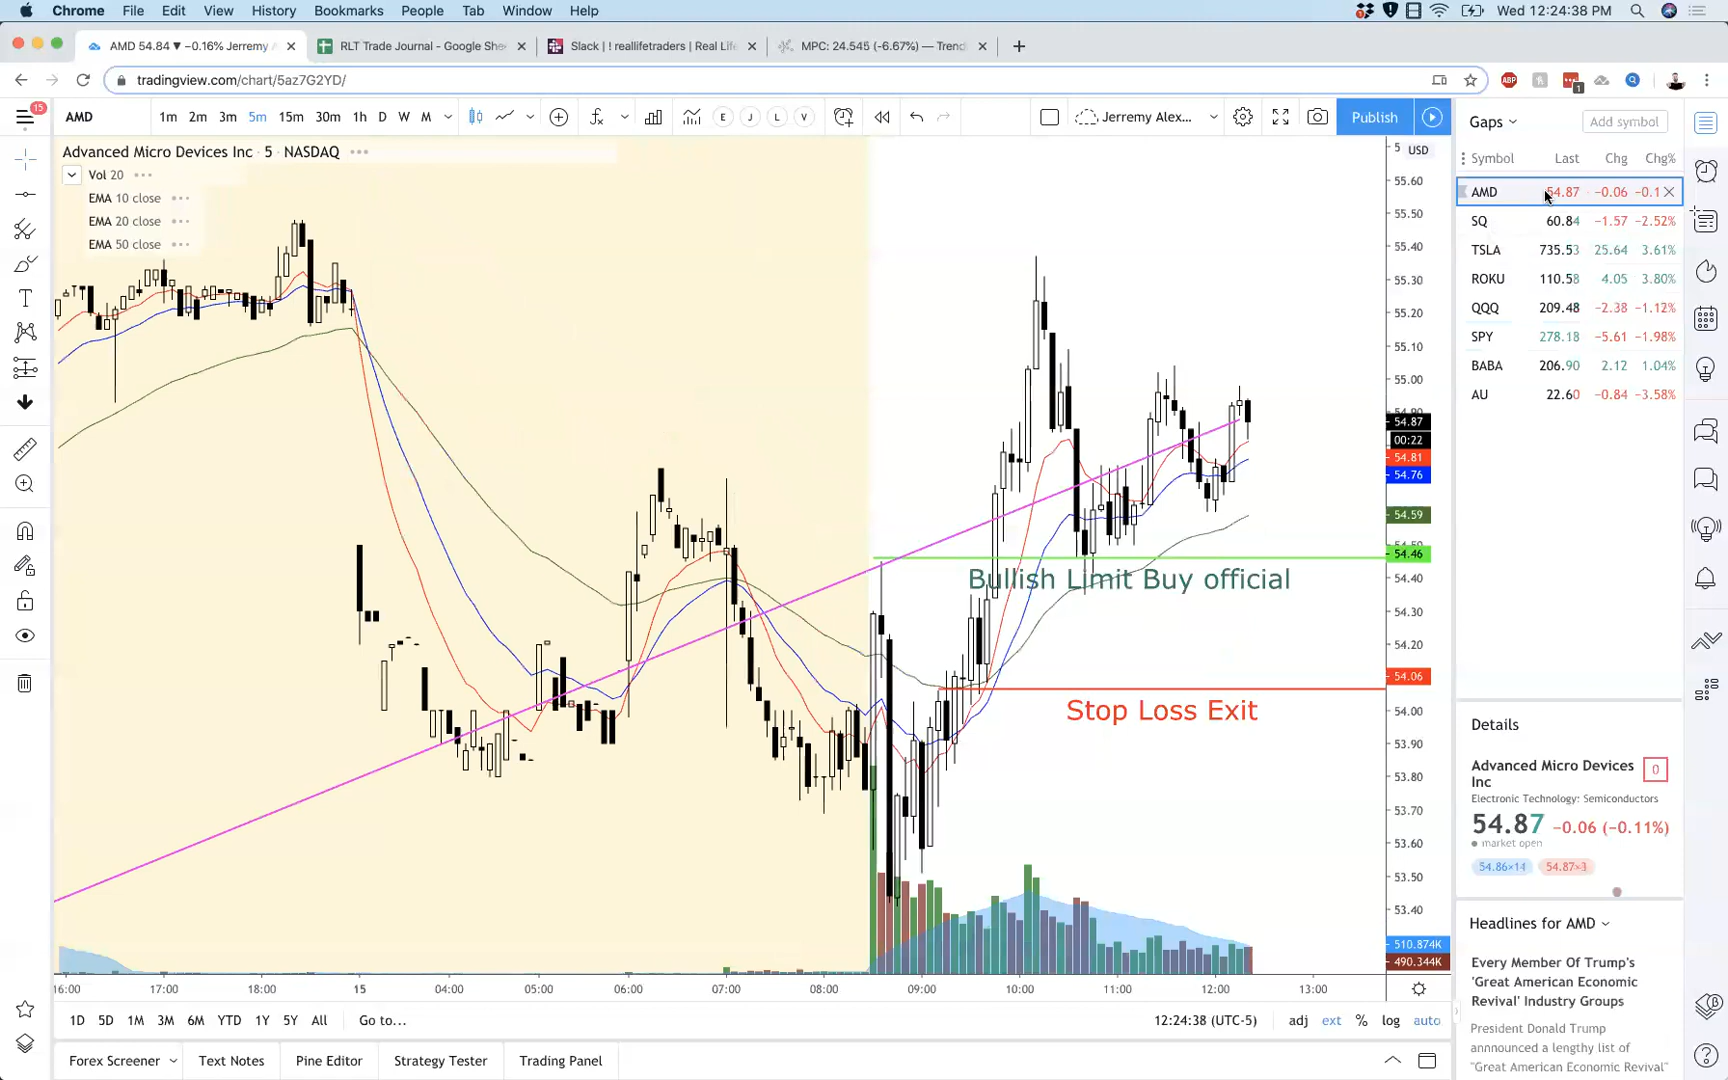 Chrome File Edit View History Bookmarks People Tab Window Help Wed 12:24:38 PM
AMD 54.84 ▼ −0.16% Jerremy
RLT Trade Journal - Google She
Slack | ! reallifetraders | Real Life
MPC: 24.545 (-6.67%) — Trend
tradingview.com/chart/5az7G2YD/
ABP
1
15
AMD 1m 2m 3m 5m 15m 30m 1h D W M
E J L V
Jerremy Alex...
Publish
Gaps
Add symbol
Advanced Micro Devices Inc · 5 · NASDAQ
USD
Symbol Last Chg Chg%
Vol 20
EMA 10 close
EMA 20 close
EMA 50 close
AMD 54.87 −0.06 −0.1
SQ 60.84 −1.57 −2.52%
TSLA 735.53 25.64 3.61%
ROKU 110.58 4.05 3.80%
QQQ 209.48 −2.38 −1.12%
SPY 278.18 −5.61 −1.98%
BABA 206.90 2.12 1.04%
AU 22.60 −0.84 −3.58%
55.60
55.50
55.40
55.30
55.20
55.10
55.00
54.87
00:22
54.81
54.76
54.59
54.46
54.40
54.30
54.20
54.06
54.00
53.90
53.80
53.70
53.60
53.50
53.40
510.874K
490.344K
Bullish Limit Buy official
Stop Loss Exit
Details
Advanced Micro Devices Inc
0
Electronic Technology: Semiconductors
54.87 −0.06 (−0.11%)
market open
54.86×14 54.87×3
Headlines for AMD
Every Member Of Trump's
'Great American Economic
Revival' Industry Groups
President Donald Trump
announced a lengthy list of
"Great American Economic Revival"
16:00 17:00 18:00 15 04:00 05:00 06:00 07:00 08:00 09:00 10:00 11:00 12:00 13:00
1D 5D 1M 3M 6M YTD 1Y 5Y All Go to...
12:24:38 (UTC-5) adj ext % log auto
Forex Screener Text Notes Pine Editor Strategy Tester Trading Panel